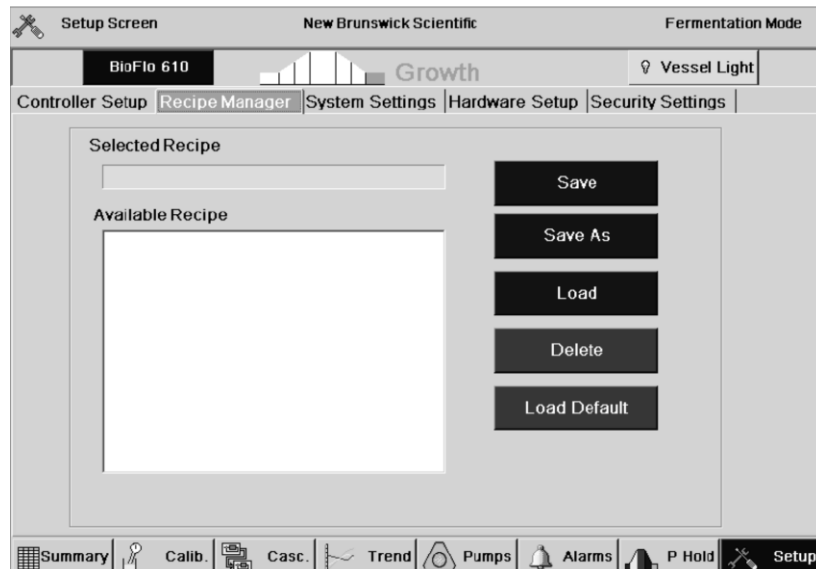 Setup Screen New Brunswick Scientific Fermentation Mode
BioFlo 610 Growth Vessel Light
Controller Setup Recipe Manager System Settings Hardware Setup Security Settings
Selected Recipe
Save
Available Recipe
Save As
Load
Delete
Load Default
Summary Calib. Casc. Trend Pumps Alarms P Hold Setup